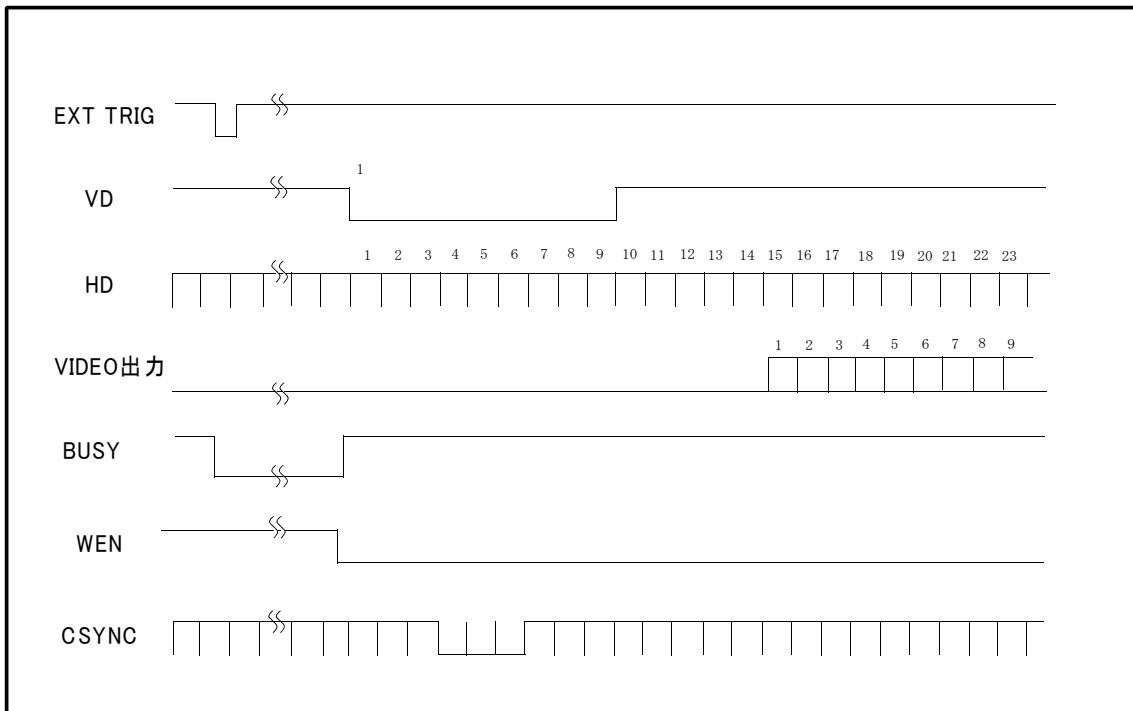 EXT TRIG
1
VD
1 2 3 4 5 6 7 8 9 10 11 12 13 14 15 16 17 18 19 20 21 22 23
HD
1 2 3 4 5 6 7 8 9
VIDEO出力
BUSY
WEN
CSYNC